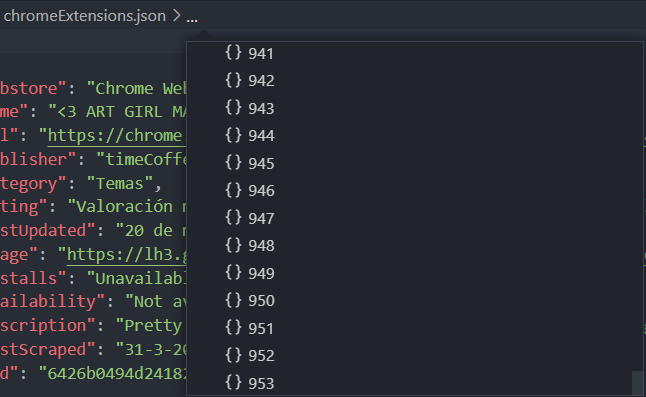 chromeExtensions.json > ...
bstore": "Chrome Web
me": "<3 ART GIRL MA
l": "https://chrome
blisher": "timeCoffe
tegory": "Temas",
ting": "Valoración
stUpdated": "20 de
age": "https://lh3.g
stalls": "Unavailabl
ailability": "Not av
scription": "Pretty
stScraped": "31-3-20
d": "6426b0494d24182
{} 941
{} 942
{} 943
{} 944
{} 945
{} 946
{} 947
{} 948
{} 949
{} 950
{} 951
{} 952
{} 953